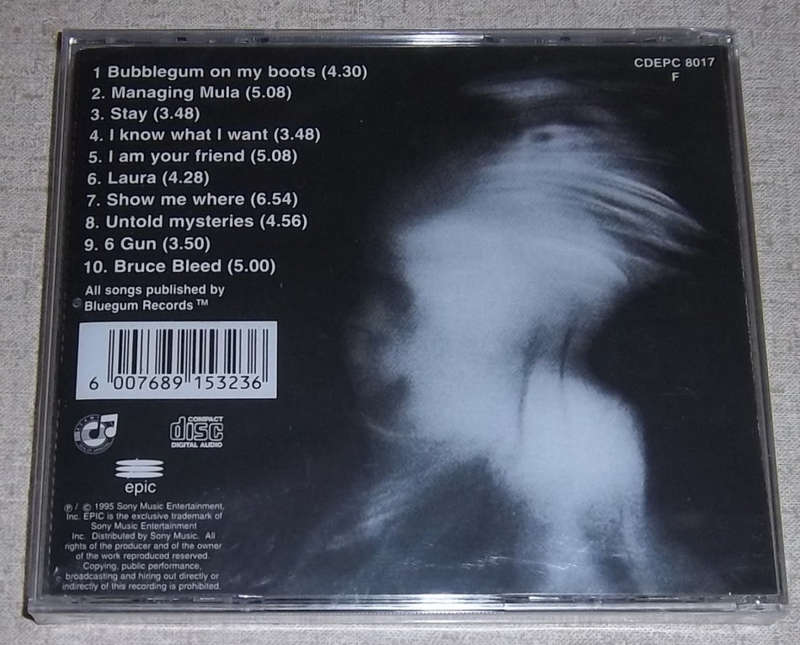 CDEPC 8017
F
1 Bubblegum on my boots (4.30)
2. Managing Mula (5.08)
3. Stay (3.48)
4. I know what I want (3.48)
5. I am your friend (5.08)
6. Laura (4.28)
7. Show me where (6.54)
8. Untold mysteries (4.56)
9. 6 Gun (3.50)
10. Bruce Bleed (5.00)
All songs published by
Bluegum Records ™
6 007689 153236
COMPACT
disc
DIGITAL AUDIO
epic
℗ / © 1995 Sony Music Entertainment,
Inc. EPIC is the exclusive trademark of
Sony Music Entertainment
Inc. Distributed by Sony Music. All
rights of the producer and of the owner
of the work reproduced reserved.
Copying, public performance,
broadcasting and hiring out directly or
indirectly of this recording is prohibited.